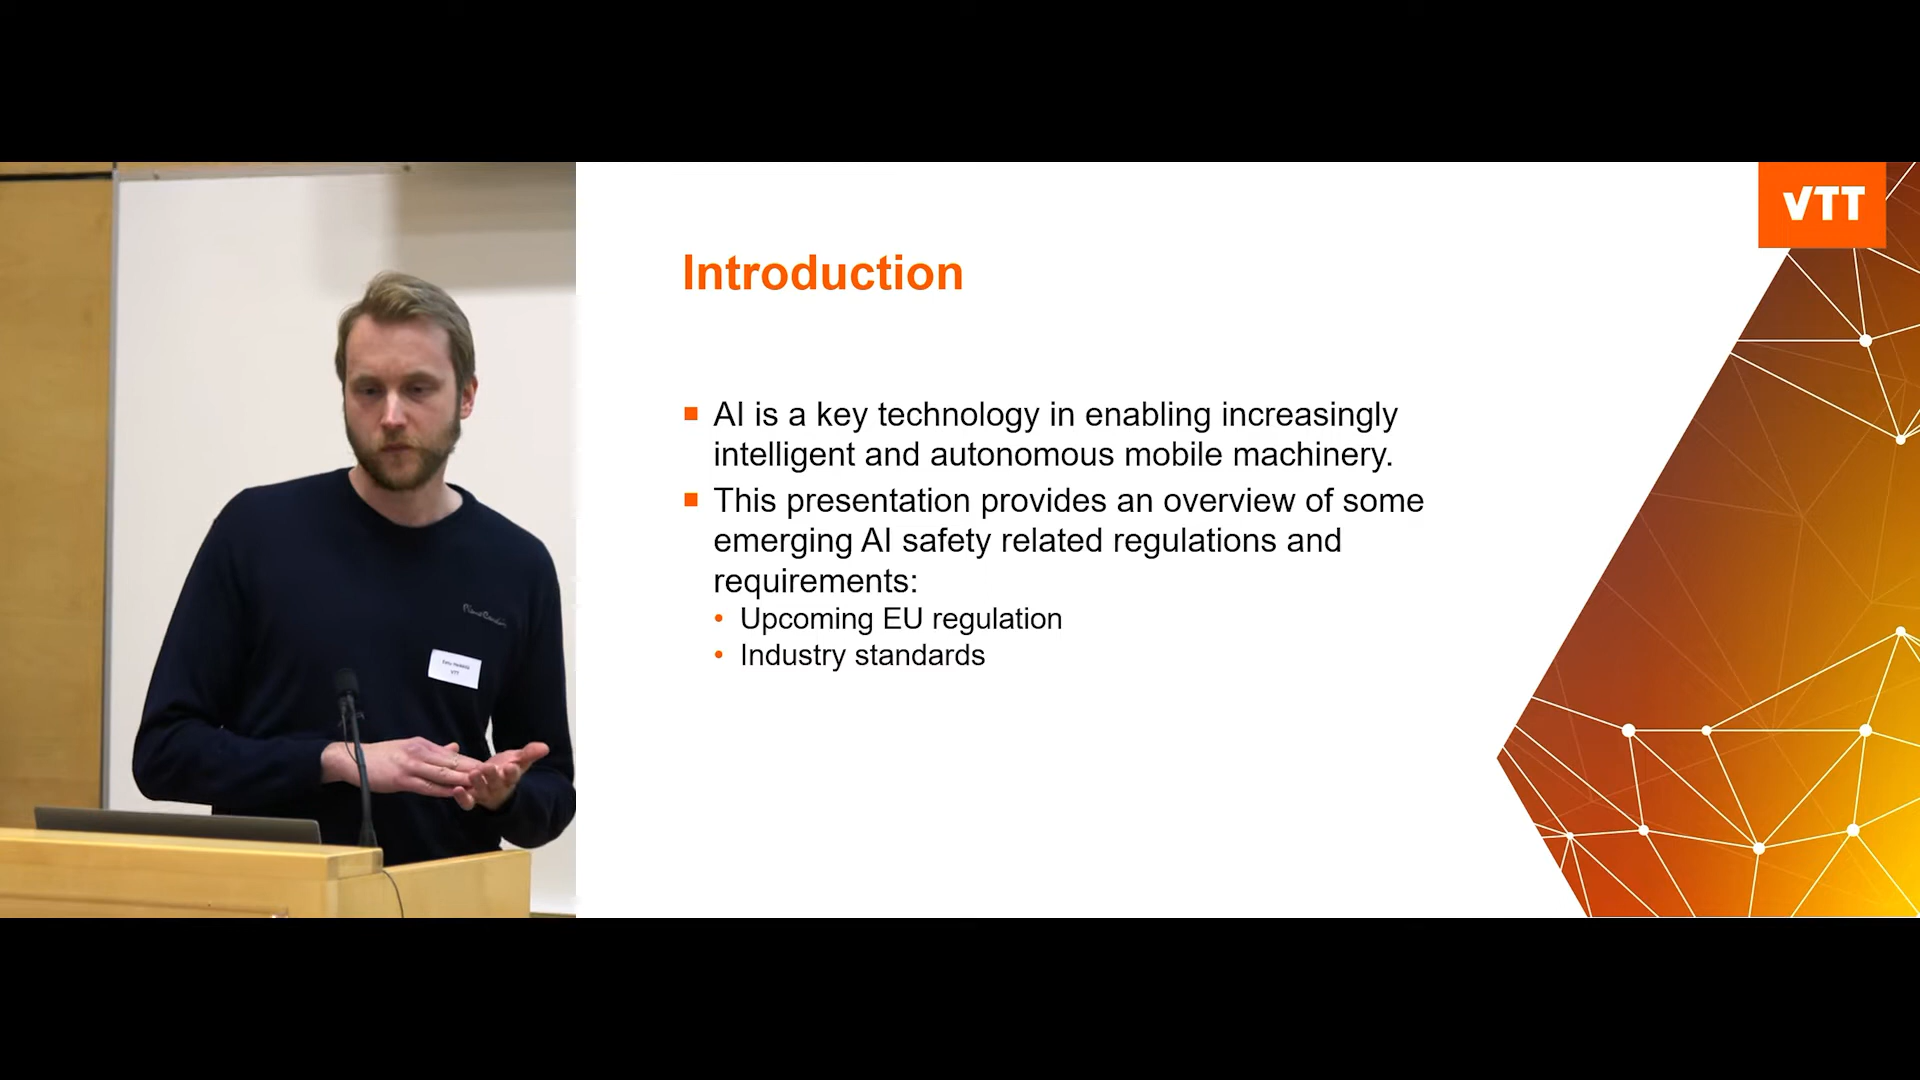 VTT
Introduction
AI is a key technology in enabling increasingly
intelligent and autonomous mobile machinery.
This presentation provides an overview of some
emerging AI safety related regulations and
requirements:
• Upcoming EU regulation
• Industry standards
VTT